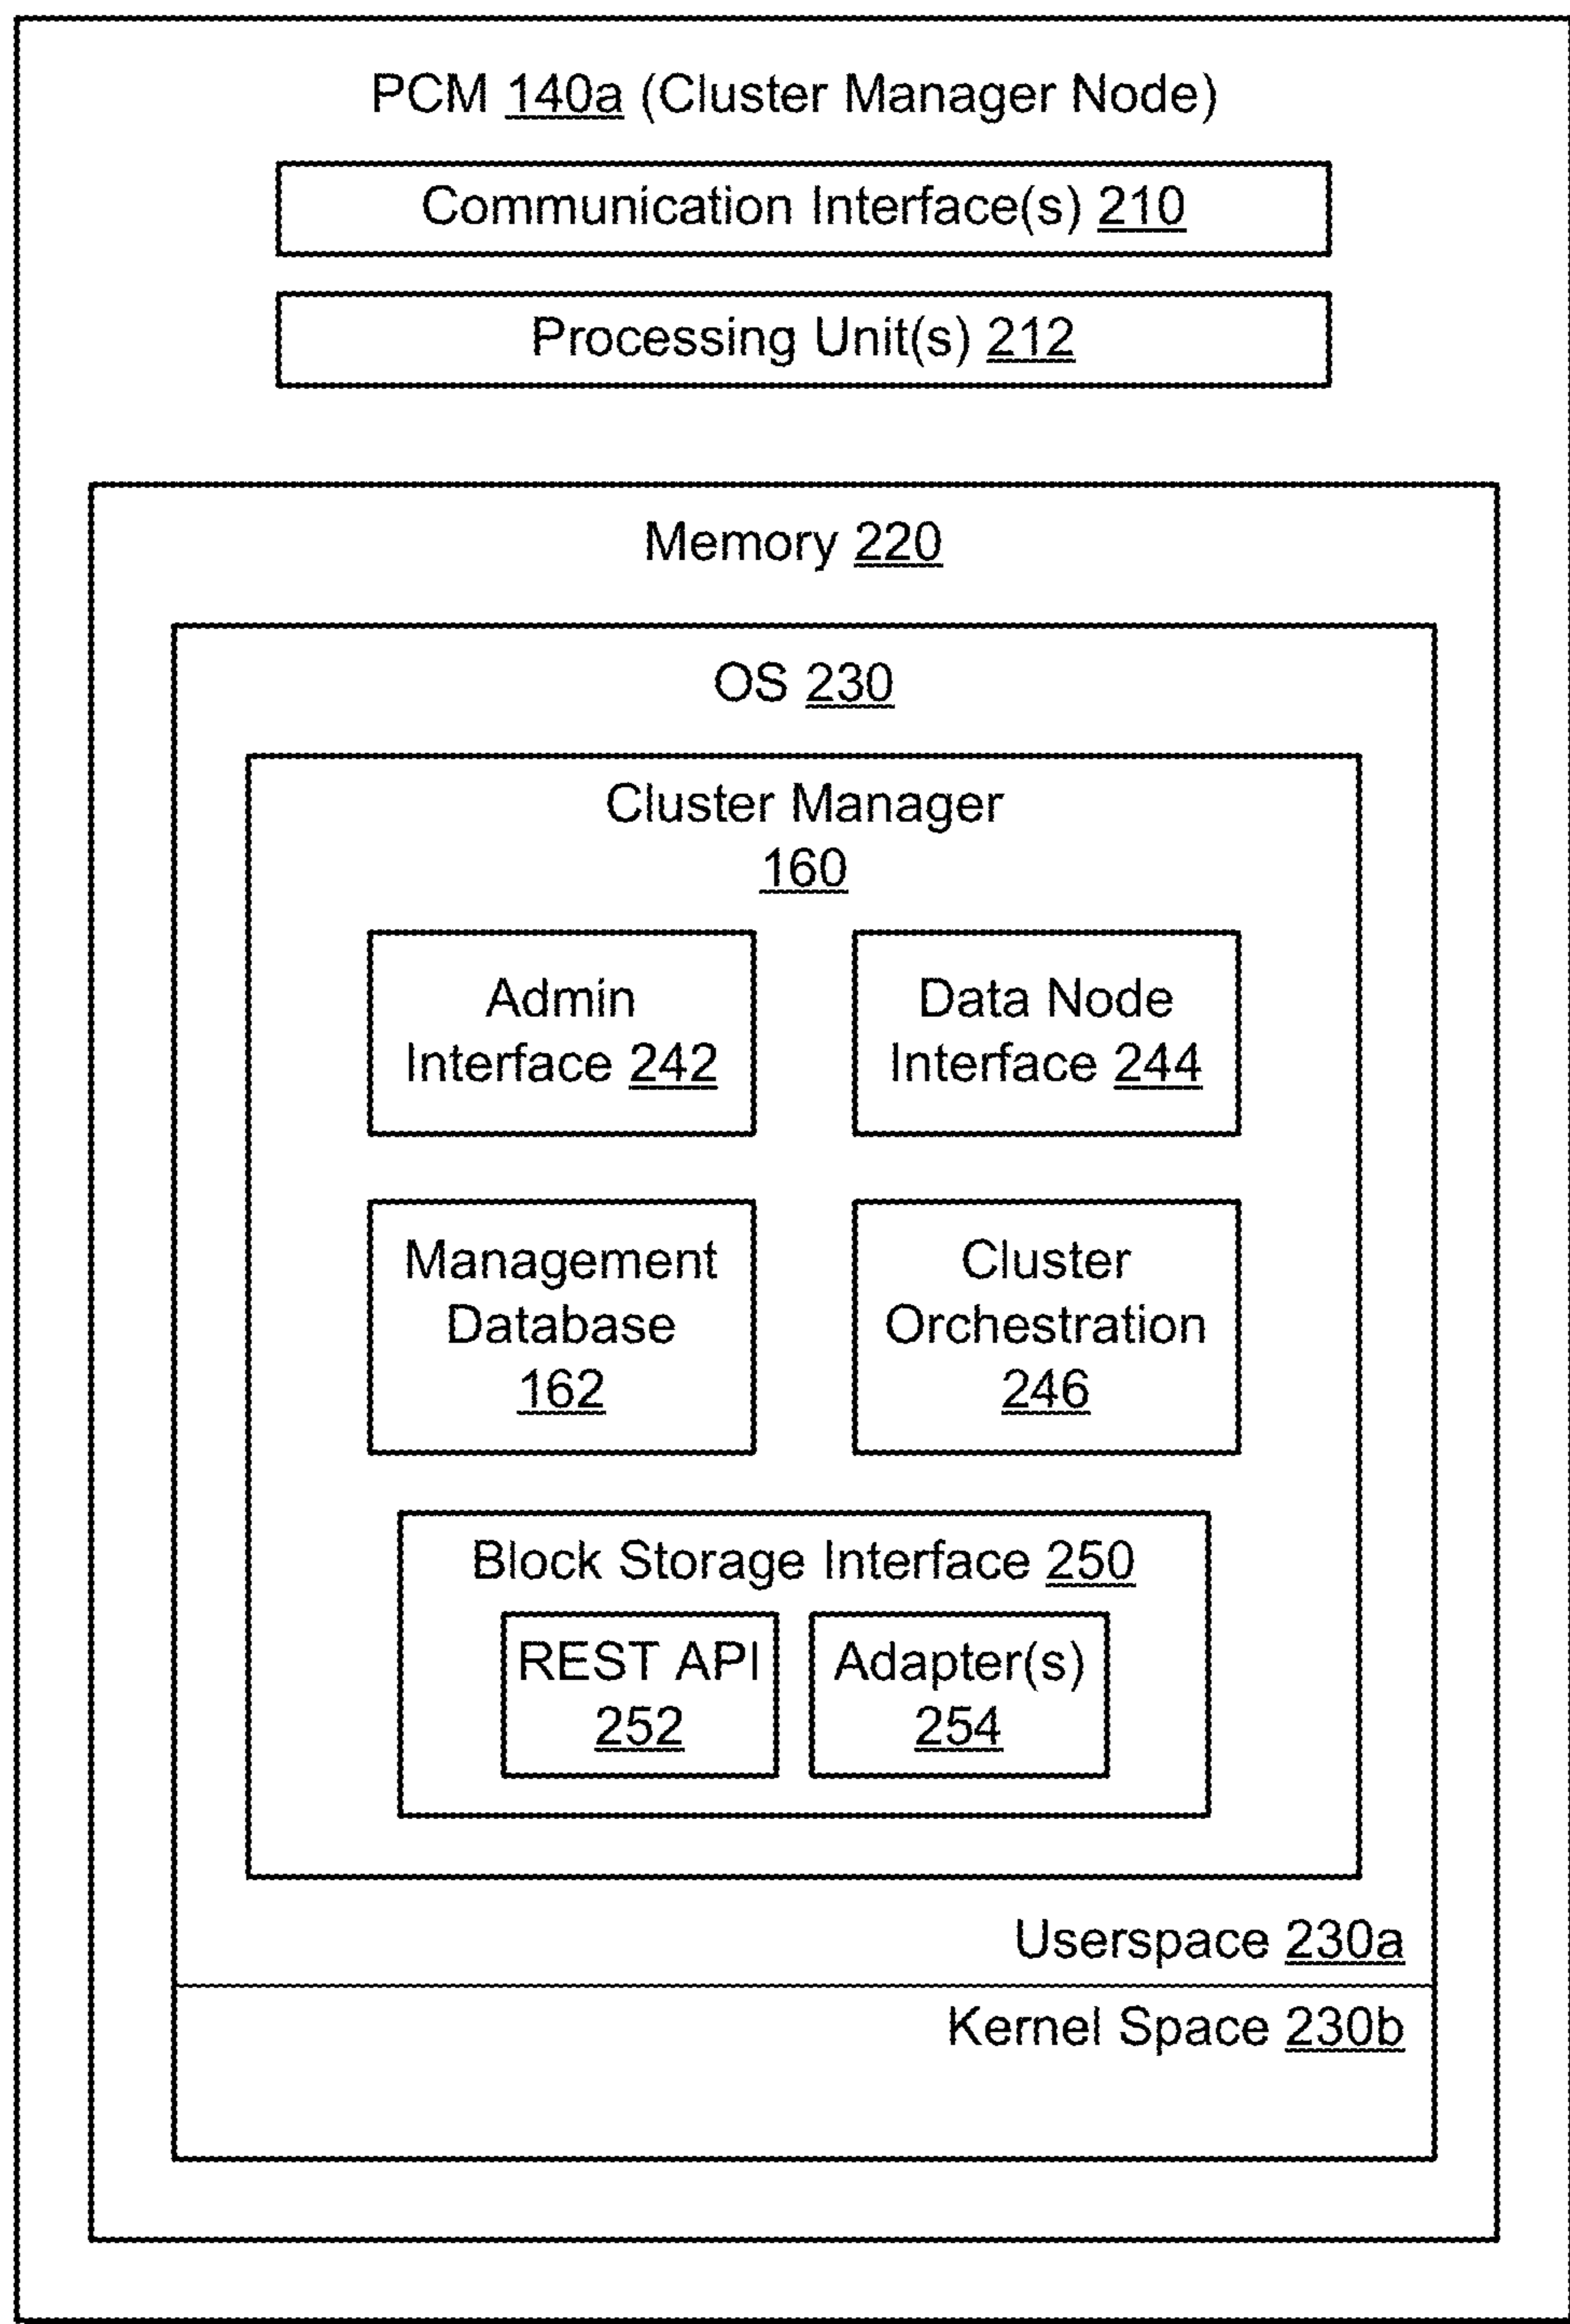 PCM 140a (Cluster Manager Node)
Communication Interface(s) 210
Processing Unit(s) 212
Memory 220
OS 230
Cluster Manager
160
Admin
Interface 242
Data Node
Interface 244
Management
Database
162
Cluster
Orchestration
246
Block Storage Interface 250
REST API
252
Adapter(s)
254
Userspace 230a
Kernel Space 230b